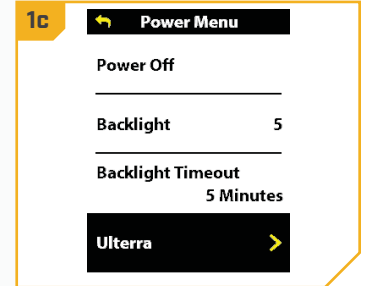 1c
Power Menu
Power Off
Backlight 5
Backlight Timeout
5 Minutes
Ulterra